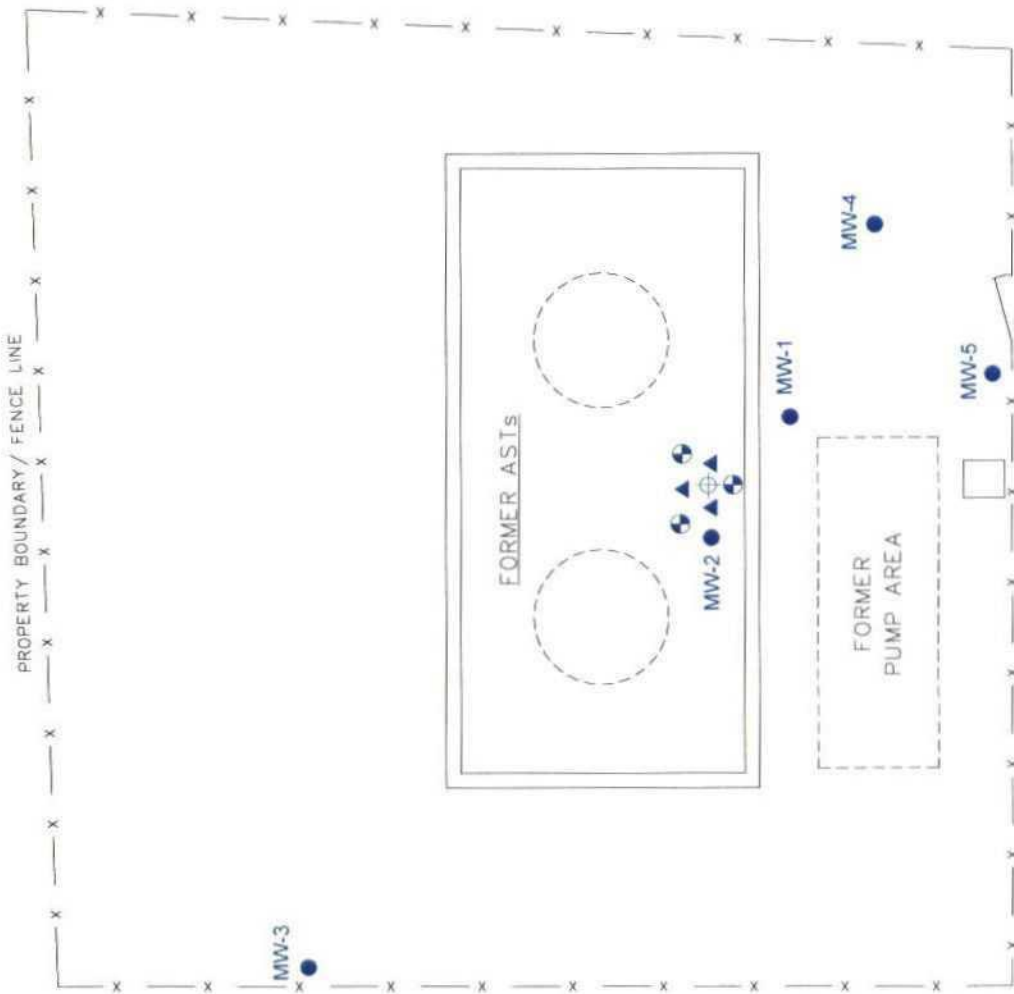 PROPERTY BOUNDARY/ FENCE LINE
MW-4
MW-1
MW-5
FORMER ASTs
MW-2
FORMER
PUMP AREA
MW-3